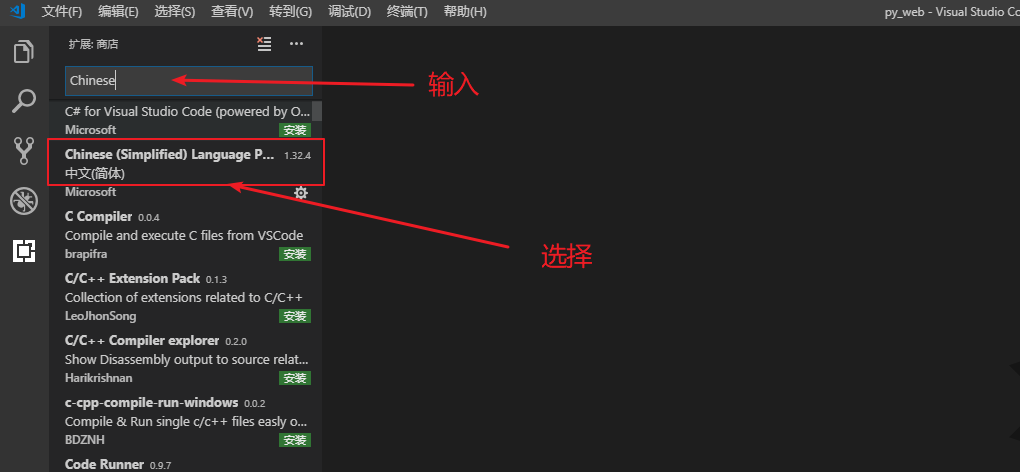 文件(F) 编辑(E) 选择(S) 查看(V) 转到(G) 调试(D) 终端(T) 帮助(H) py_web - Visual Studio Co
扩展: 商店
Chinese
输入
C# for Visual Studio Code (powered by O...
Microsoft 安装
Chinese (Simplified) Language P... 1.32.4
中文(简体)
Microsoft
C Compiler 0.0.4
Compile and execute C files from VSCode
brapifra 安装
选择
C/C++ Extension Pack 0.1.3
Collection of extensions related to C/C++
LeoJhonSong 安装
C/C++ Compiler explorer 0.2.0
Show Disassembly output to source relat...
Harikrishnan 安装
c-cpp-compile-run-windows 0.0.2
Compile & Run single c/c++ files easly o...
BDZNH 安装
Code Runner 0.9.7